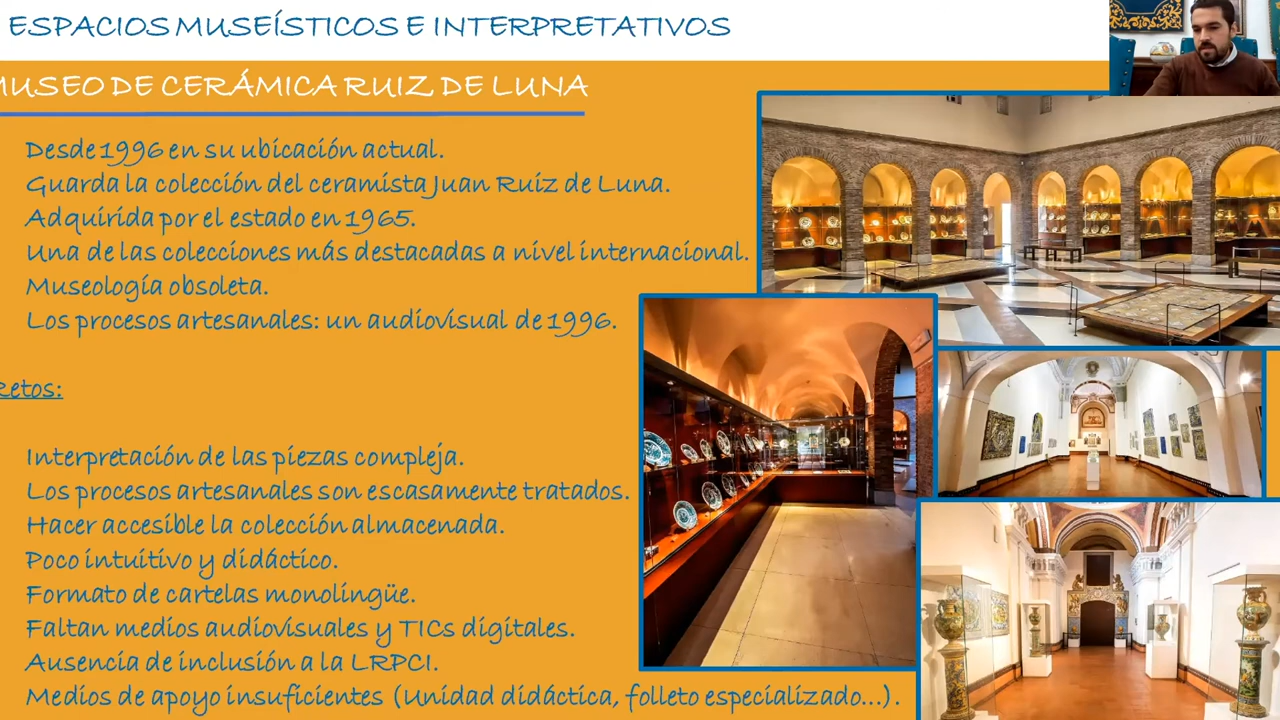 ESPACIOS MUSEÍSTICOS E INTERPRETATIVOS
MUSEO DE CERÁMICA RUIZ DE LUNA
Desde 1996 en su ubicación actual.
Guarda la colección del ceramista Juan Ruiz de Luna.
Adquirida por el estado en 1965.
Una de las colecciones más destacadas a nivel internacional.
Museología obsoleta.
Los procesos artesanales: un audiovisual de 1996.
Retos:
Interpretación de las piezas compleja.
Los procesos artesanales son escasamente tratados.
Hacer accesible la colección almacenada.
Poco intuitivo y didáctico.
Formato de cartelas monolingüe.
Faltan medios audiovisuales y TICs digitales.
Ausencia de inclusión a la LRPCI.
Medios de apoyo insuficientes (Unidad didáctica, folleto especializado...).